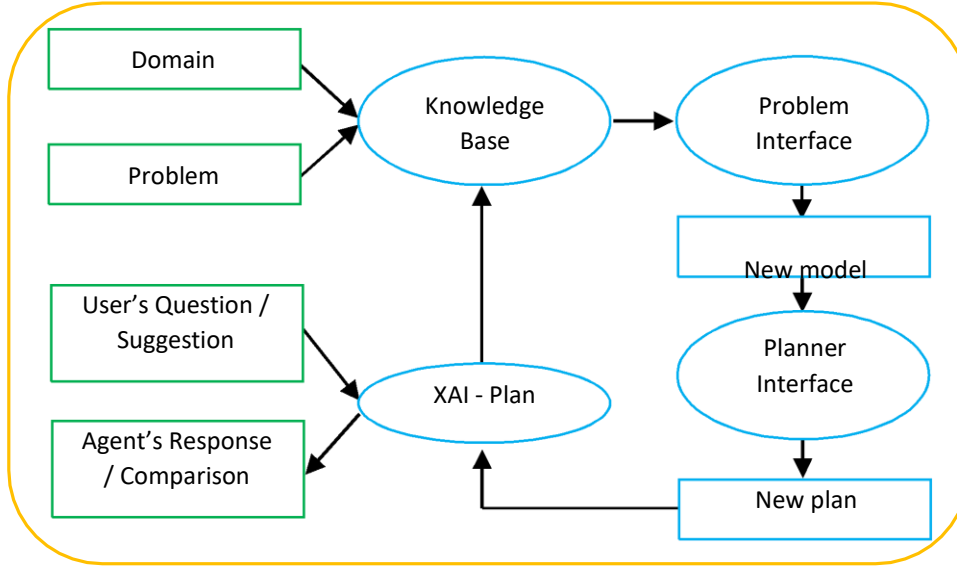 Domain
Knowledge
Base
Problem
Interface
Problem
New model
User’s Question /
Suggestion
Planner
Interface
XAI - Plan
Agent’s Response
/ Comparison
New plan